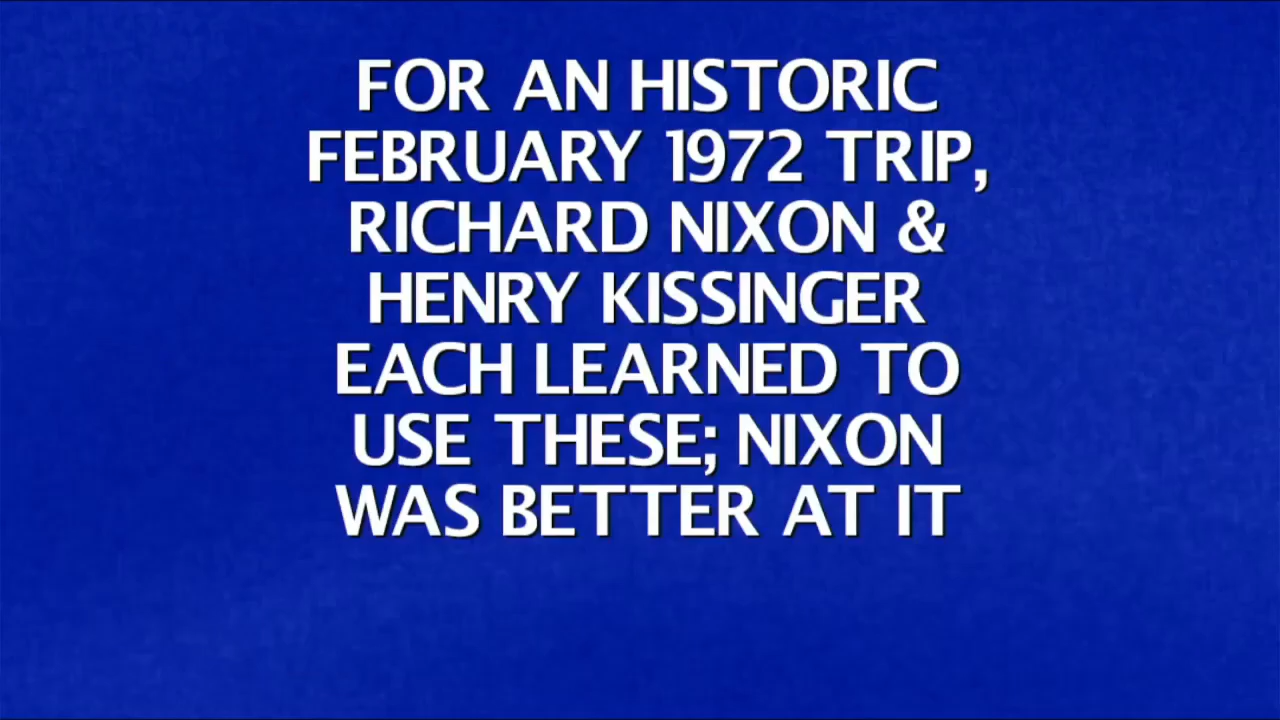 FOR AN HISTORIC
FEBRUARY 1972 TRIP,
RICHARD NIXON &
HENRY KISSINGER
EACH LEARNED TO
USE THESE; NIXON
WAS BETTER AT IT